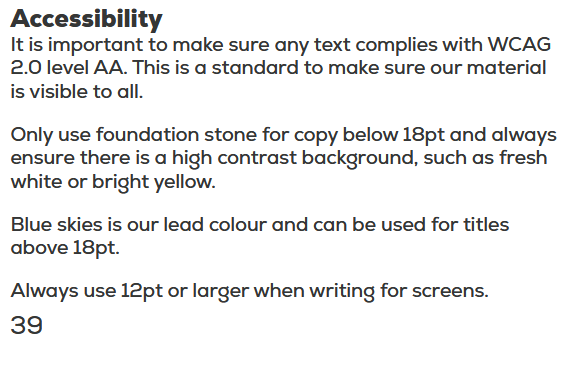 Accessibility
It is important to make sure any text complies with WCAG
2.0 level AA. This is a standard to make sure our material
is visible to all.
Only use foundation stone for copy below 18pt and always
ensure there is a high contrast background, such as fresh
white or bright yellow.
Blue skies is our lead colour and can be used for titles
above 18pt.
Always use 12pt or larger when writing for screens.
39